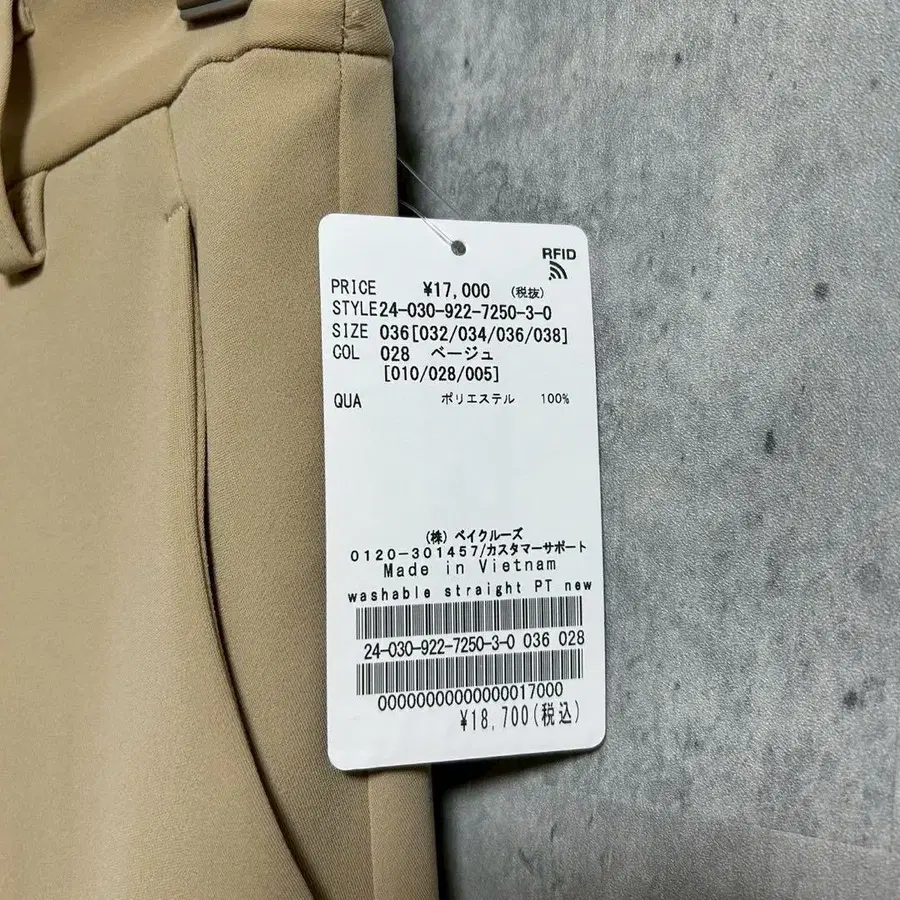 RFID
PRICE ¥17,000 (税抜)
STYLE24-030-922-7250-3-0
SIZE 036[032/034/036/038]
COL 028 ベージュ
[010/028/005]
QUA ポリエステル 100%
(株) ベイクルーズ
0120-301457/カスタマーサポート
Made in Vietnam
washable straight PT new
24-030-922-7250-3-0 036 028
00000000000000017000
¥18,700(税込)